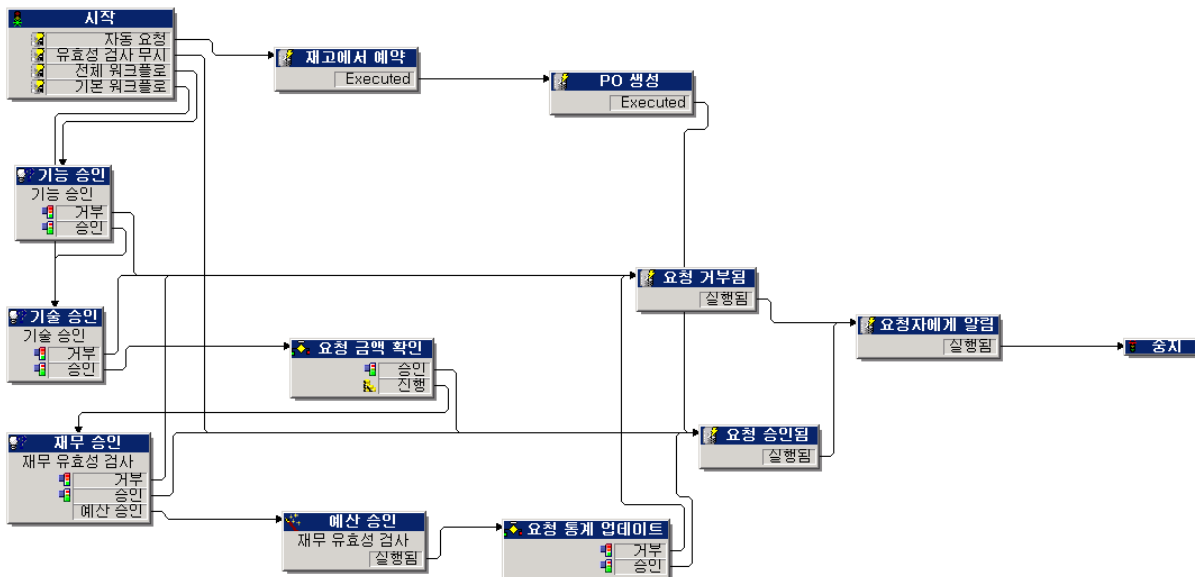 시작
자동 요청
유효성 검사 무시
전체 워크플로
기본 워크플로
재고에서 예약
Executed
PO 생성
Executed
기능 승인
기능 승인
거부
승인
요청 거부됨
실행됨
기술 승인
기술 승인
거부
승인
요청 금액 확인
승인
진행
요청자에게 알림
실행됨
중지
재무 승인
재무 유효성 검사
거부
승인
예산 승인
요청 승인됨
실행됨
예산 승인
재무 유효성 검사
실행됨
요청 통계 업데이트
거부
승인